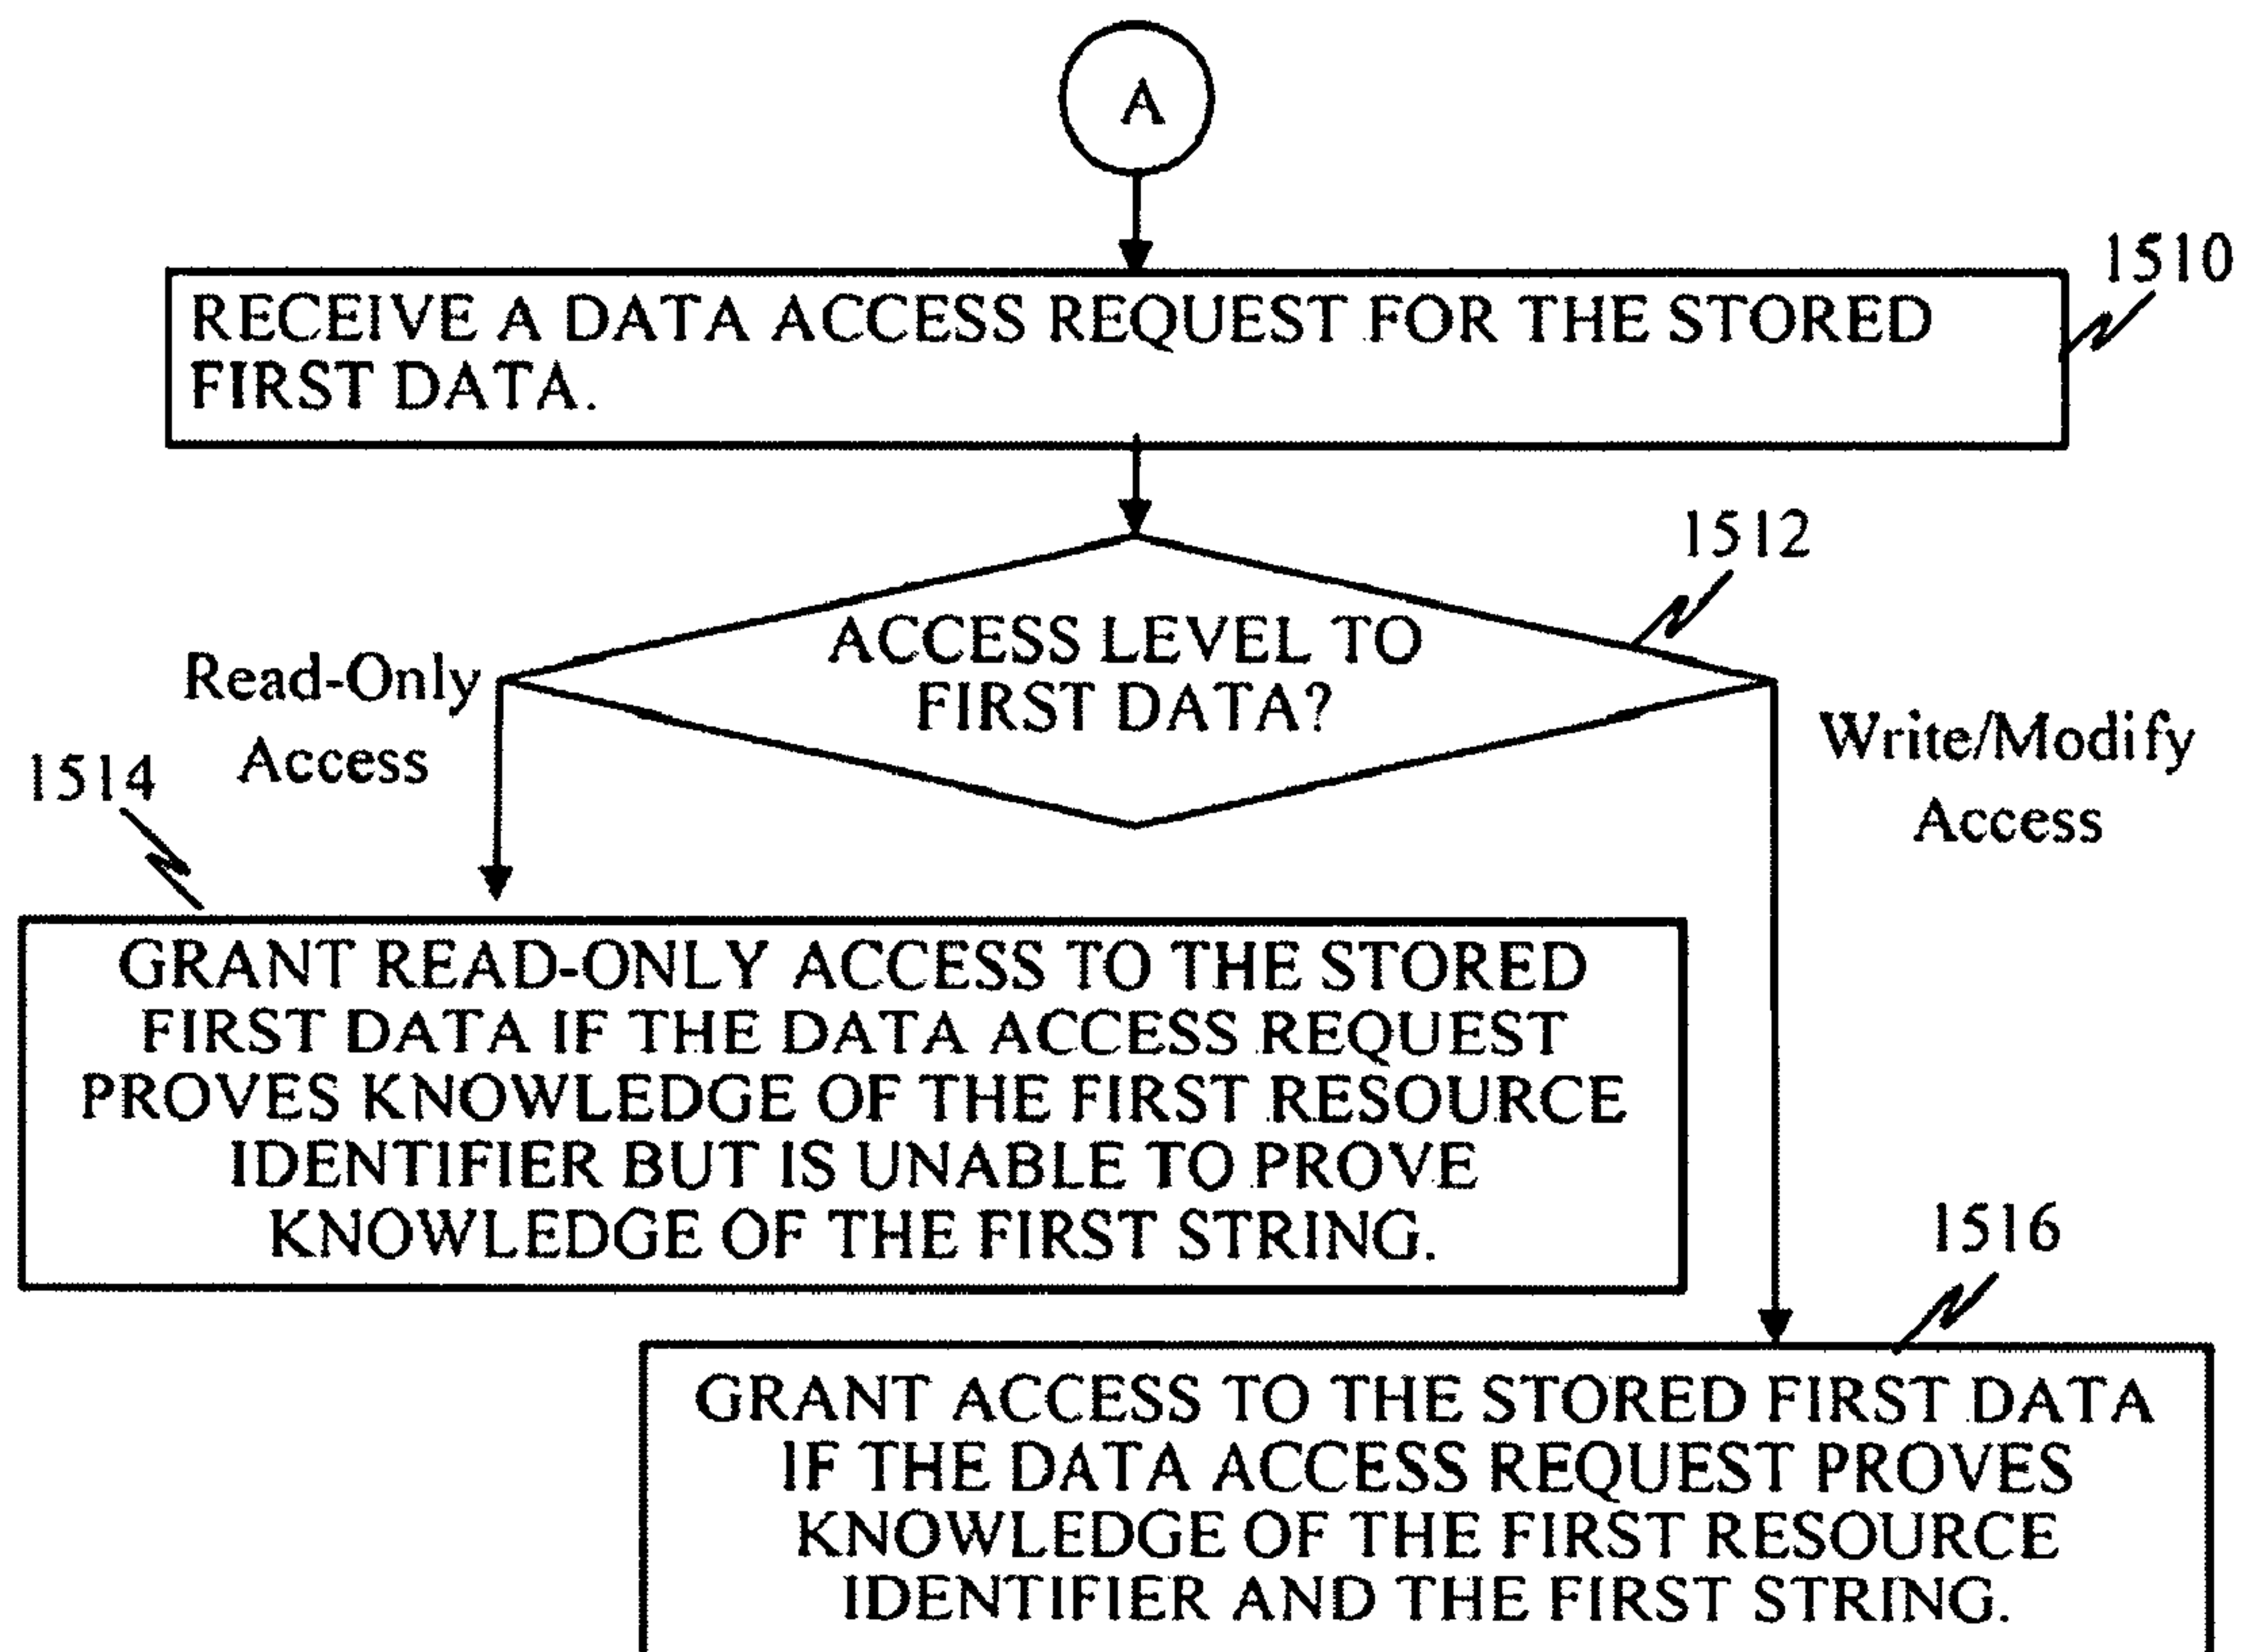 A
1510
RECEIVE A DATA ACCESS REQUEST FOR THE STORED
FIRST DATA.
1512
ACCESS LEVEL TO
FIRST DATA?
Read-Only
Access
Write/Modify
Access
1514
GRANT READ-ONLY ACCESS TO THE STORED
FIRST DATA IF THE DATA ACCESS REQUEST
PROVES KNOWLEDGE OF THE FIRST RESOURCE
IDENTIFIER BUT IS UNABLE TO PROVE
KNOWLEDGE OF THE FIRST STRING.
1516
GRANT ACCESS TO THE STORED FIRST DATA
IF THE DATA ACCESS REQUEST PROVES
KNOWLEDGE OF THE FIRST RESOURCE
IDENTIFIER AND THE FIRST STRING.